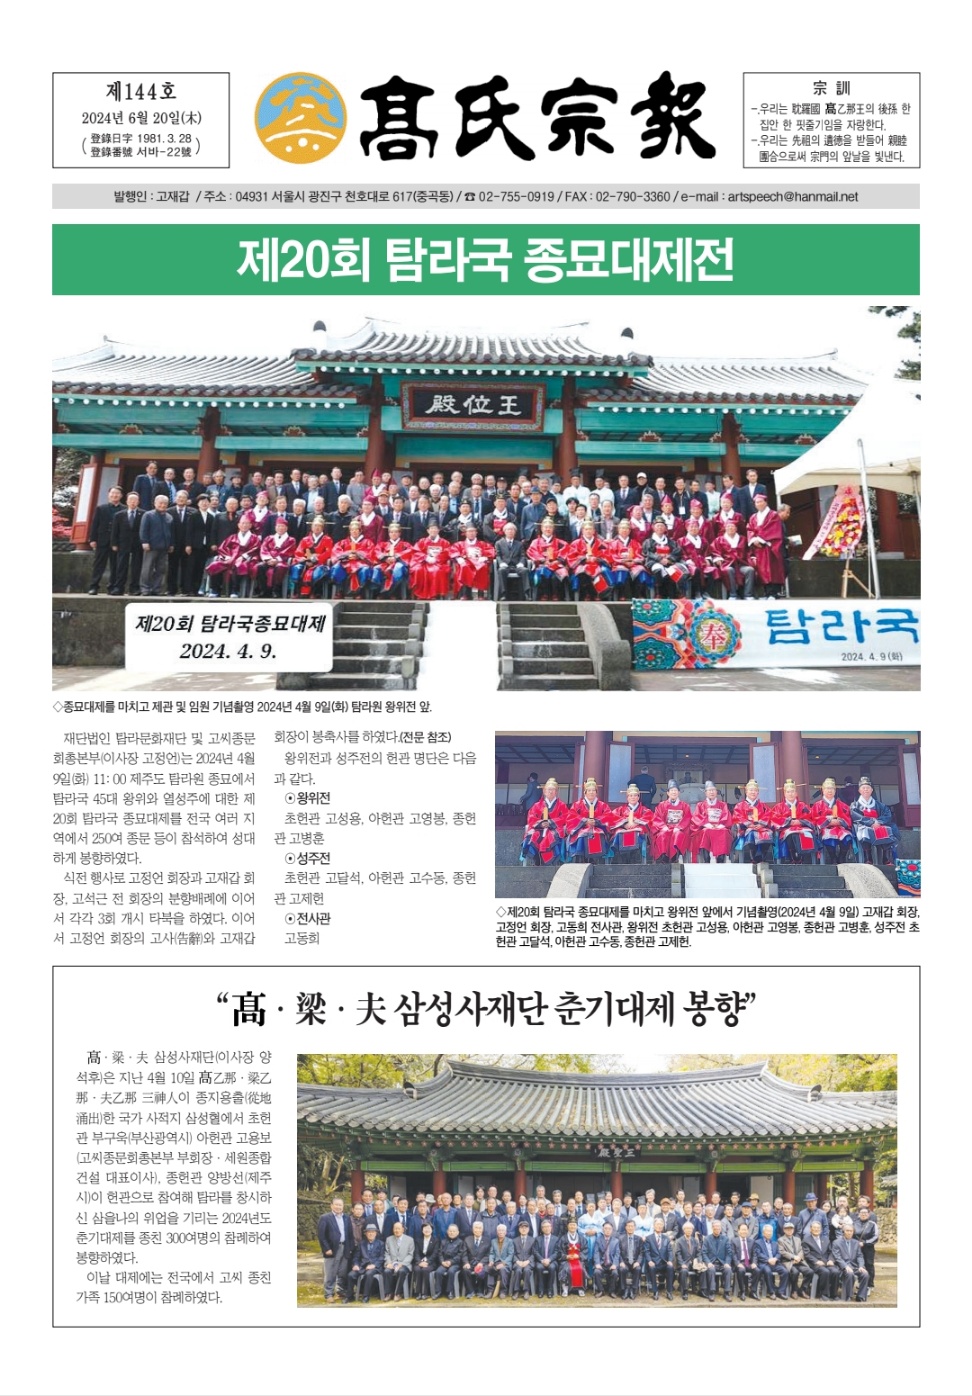 제144호
2024년 6월 20일(木)
登錄日字 1981. 3. 28
登錄番號 서바-22號
髙氏宗報
宗 訓
-.우리는 耽羅國 髙乙那王의 後孫 한
집안 한 핏줄기임을 자랑한다.
-.우리는 先祖의 遺德을 받들어 親睦
團合으로써 宗門의 앞날을 빛낸다.
발행인 : 고재갑 / 주소 : 04931 서울시 광진구 천호대로 617(중곡동) / ☎ 02-755-0919 / FAX : 02-790-3360 / e-mail : artspeech@hanmail.net
제20회 탐라국 종묘대제전
殿位王
제20회 탐라국종묘대제
2024. 4. 9.
奉
탐라국
2024. 4. 9 (화)
◇종묘대제를 마치고 제관 및 임원 기념촬영 2024년 4월 9일(화) 탐라원 왕위전 앞.
재단법인 탐라문화재단 및 고씨종문
회총본부(이사장 고정언)는 2024년 4월
9일(화) 11: 00 제주도 탐라원 종묘에서
탐라국 45대 왕위와 열성주에 대한 제
20회 탐라국 종묘대제를 전국 여러 지
역에서 250여 종문 등이 참석하여 성대
하게 봉향하였다.
식전 행사로 고정언 회장과 고재갑 회
장, 고석근 전 회장의 분향배례에 이어
서 각각 3회 개시 타북을 하였다. 이어
서 고정언 회장의 고사(告辭)와 고재갑
회장이 봉축사를 하였다.(전문 참조)
왕위전과 성주전의 헌관 명단은 다음
과 같다.
⊙왕위전
초헌관 고성용, 아헌관 고영봉, 종헌
관 고병훈
⊙성주전
초헌관 고달석, 아헌관 고수동, 종헌
관 고제헌
⊙전사관
고동희
◇제20회 탐라국 종묘대제를 마치고 왕위전 앞에서 기념촬영(2024년 4월 9일) 고재갑 회장,
고정언 회장, 고동희 전사관, 왕위전 초헌관 고성용, 아헌관 고영봉, 종헌관 고병훈, 성주전 초
헌관 고달석, 아헌관 고수동, 종헌관 고제헌.
“髙 · 梁 · 夫 삼성사재단 춘기대제 봉향”
髙 · 梁 · 夫 삼성사재단(이사장 양
석후)은 지난 4월 10일 髙乙那 · 梁乙
那 · 夫乙那 三神人이 종지용출(從地
涌出)한 국가 사적지 삼성혈에서 초헌
관 부구욱(부산광역시) 아헌관 고용보
(고씨종문회총본부 부회장 · 세원종합
건설 대표이사), 종헌관 양방선(제주
시)이 헌관으로 참여해 탐라를 창시하
신 삼을나의 위업을 기리는 2024년도
춘기대제를 종친 300여명의 참례하여
봉향하였다.
이날 대제에는 전국에서 고씨 종친
가족 150여명이 참례하였다.
殿聖三